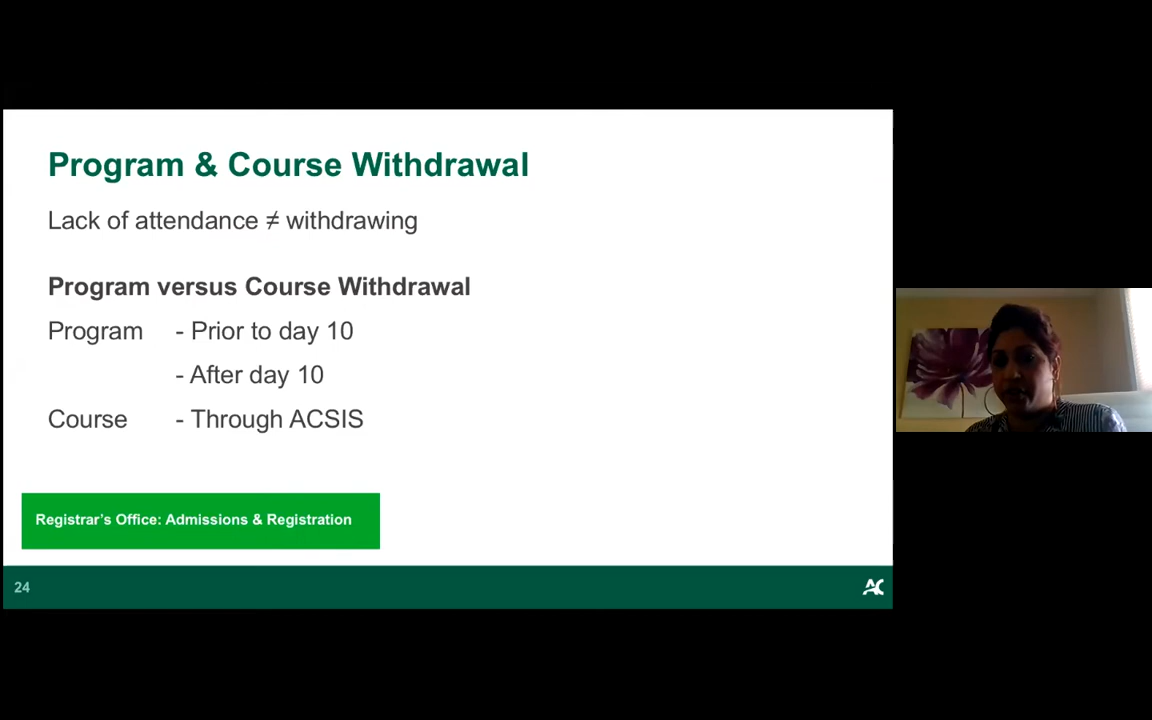 Program & Course Withdrawal
Lack of attendance ≠ withdrawing
Program versus Course Withdrawal
Program - Prior to day 10
- After day 10
Course - Through ACSIS
Registrar's Office: Admissions & Registration
24
AC